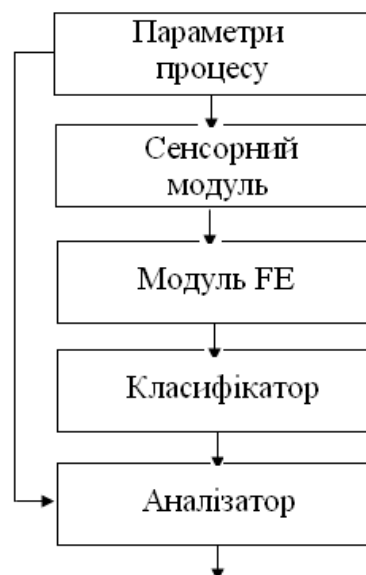 Параметри
процесу
Сенсорний
модуль
Модуль FE
Класифікатор
Аналізатор